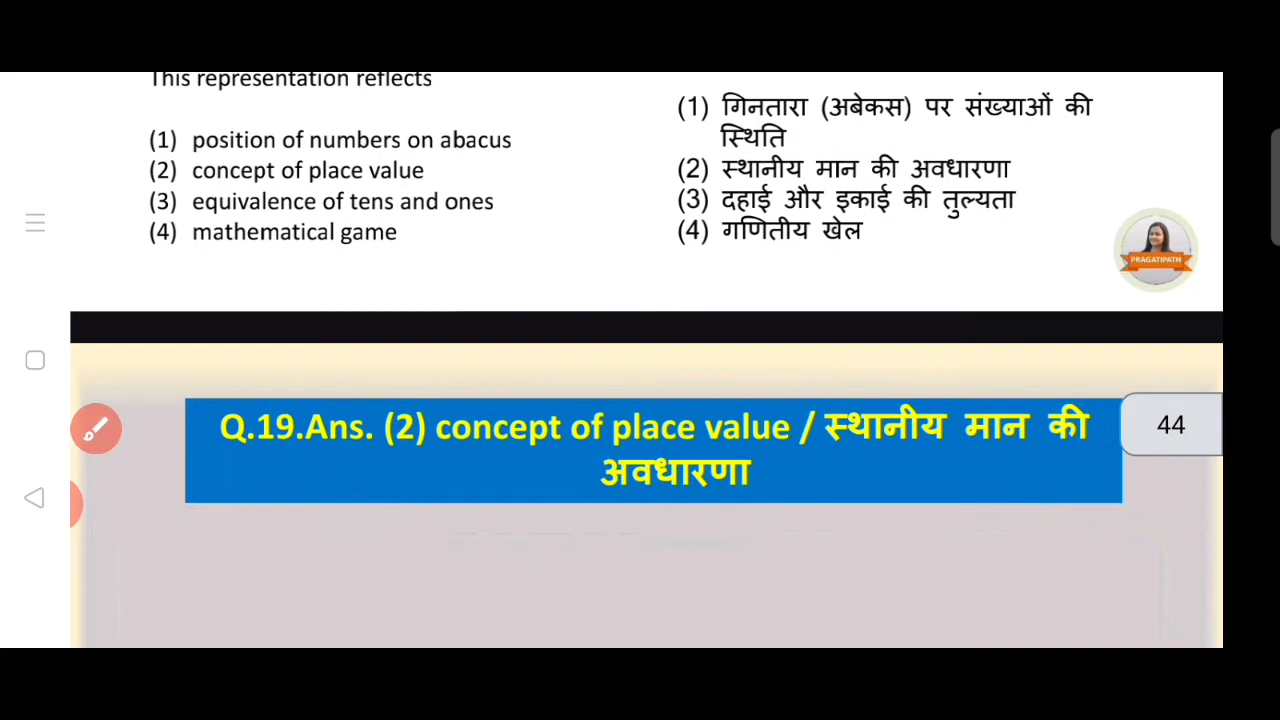 This representation reflects
(1) position of numbers on abacus
(2) concept of place value
(3) equivalence of tens and ones
(4) mathematical game
(1) गिनतारा (अबेकस) पर संख्याओं की
स्थिति
(2) स्थानीय मान की अवधारणा
(3) दहाई और इकाई की तुल्यता
(4) गणितीय खेल
PRAGATIPATH
Q.19.Ans. (2) concept of place value / स्थानीय मान की
अवधारणा
44